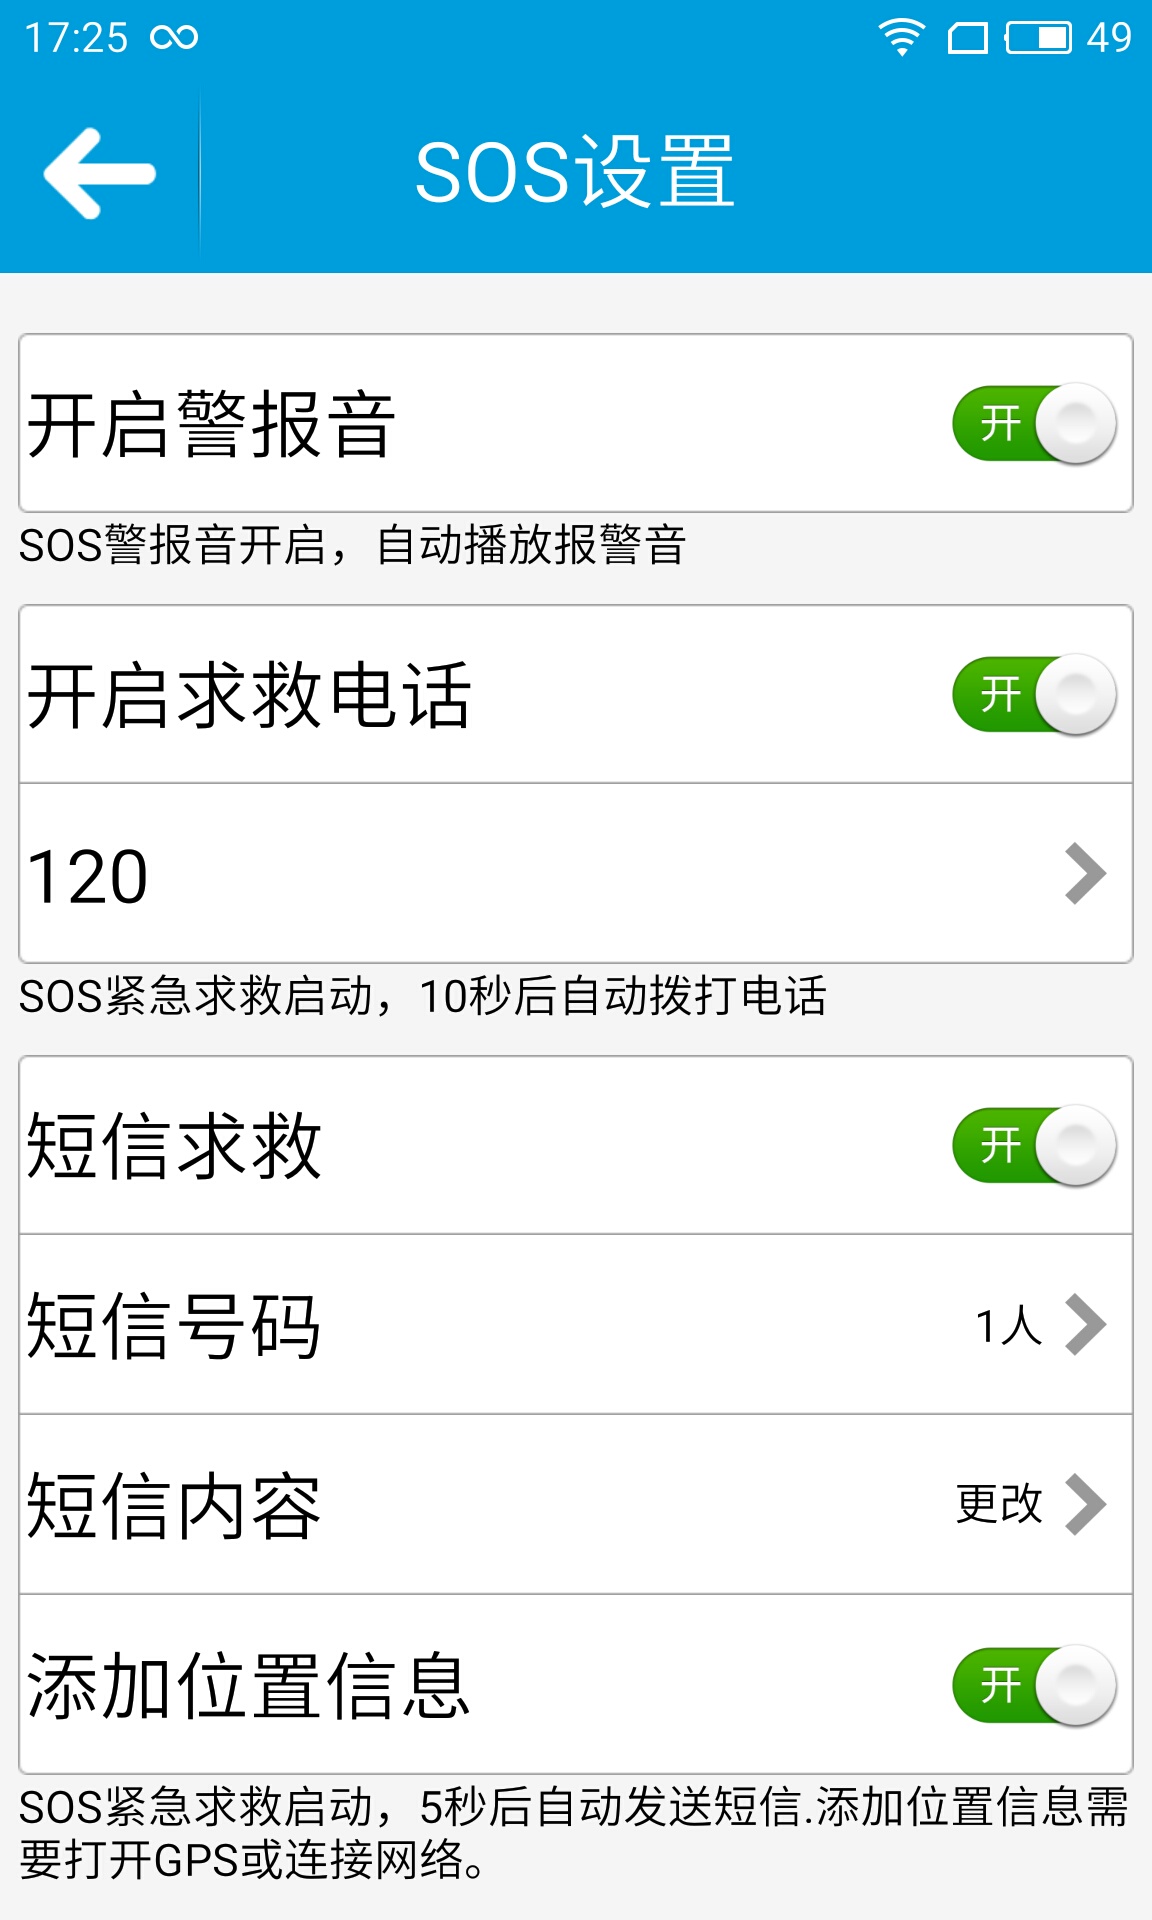 17:25
49
SOS设置
开启警报音
开
SOS警报音开启，自动播放报警音
开启求救电话
开
120
SOS紧急求救启动，10秒后自动拨打电话
短信求救
开
短信号码
1人
短信内容
更改
添加位置信息
开
SOS紧急求救启动，5秒后自动发送短信.添加位置信息需
要打开GPS或连接网络。